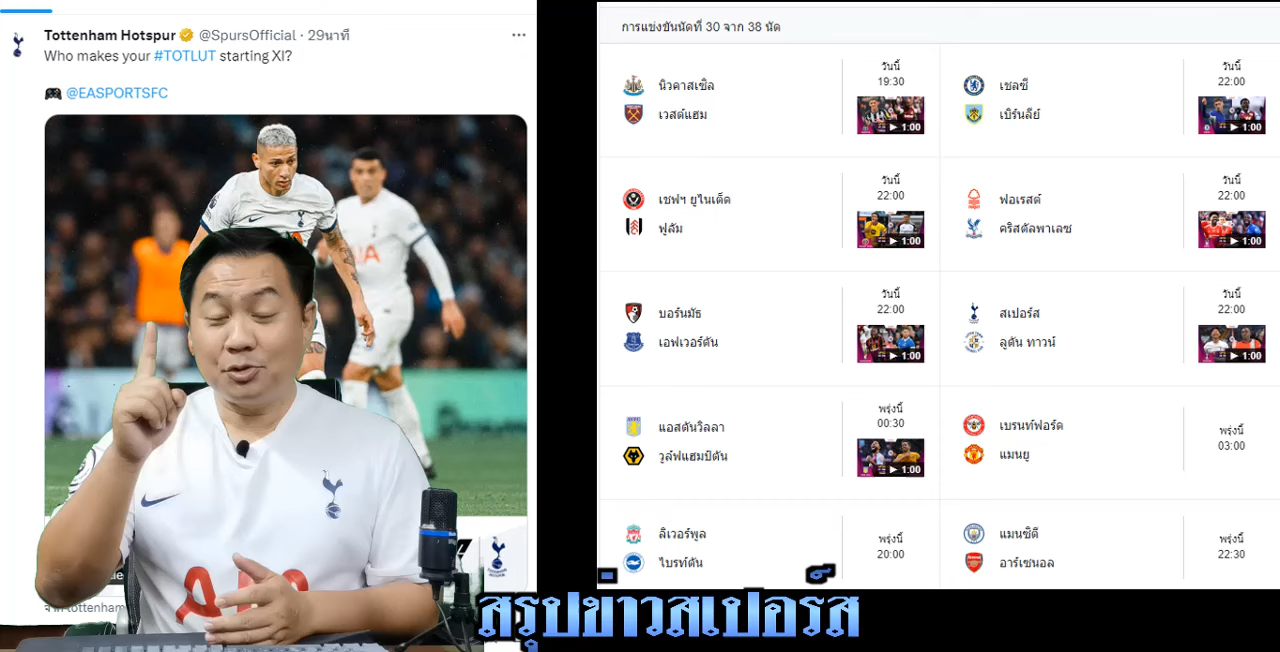 Tottenham Hotspur @SpursOfficial · 29นาที
Who makes your #TOTLUT starting XI?
@EASPORTSFC
tottenham
การแข่งขันนัดที่ 30 จาก 38 นัด
นิวคาสเซิล
เวสต์แฮม
วันนี้
19:30
1:00
เชลซี
เบิร์นลีย์
วันนี้
22:00
1:00
เชฟฯ ยูไนเต็ด
ฟูลัม
วันนี้
22:00
1:00
ฟอเรสต์
คริสตัลพาเลซ
วันนี้
22:00
1:00
บอร์นมัธ
เอฟเวอร์ตัน
วันนี้
22:00
1:00
สเปอร์ส
ลูตัน ทาวน์
วันนี้
22:00
1:00
แอสตันวิลลา
วูล์ฟแฮมป์ตัน
พรุ่งนี้
00:30
1:00
เบรนท์ฟอร์ด
แมนยู
พรุ่งนี้
03:00
ลิเวอร์พูล
ไบรท์ตัน
พรุ่งนี้
20:00
แมนซิตี
อาร์เซนอล
พรุ่งนี้
22:30
สรุปข่าวสเปอร์ส